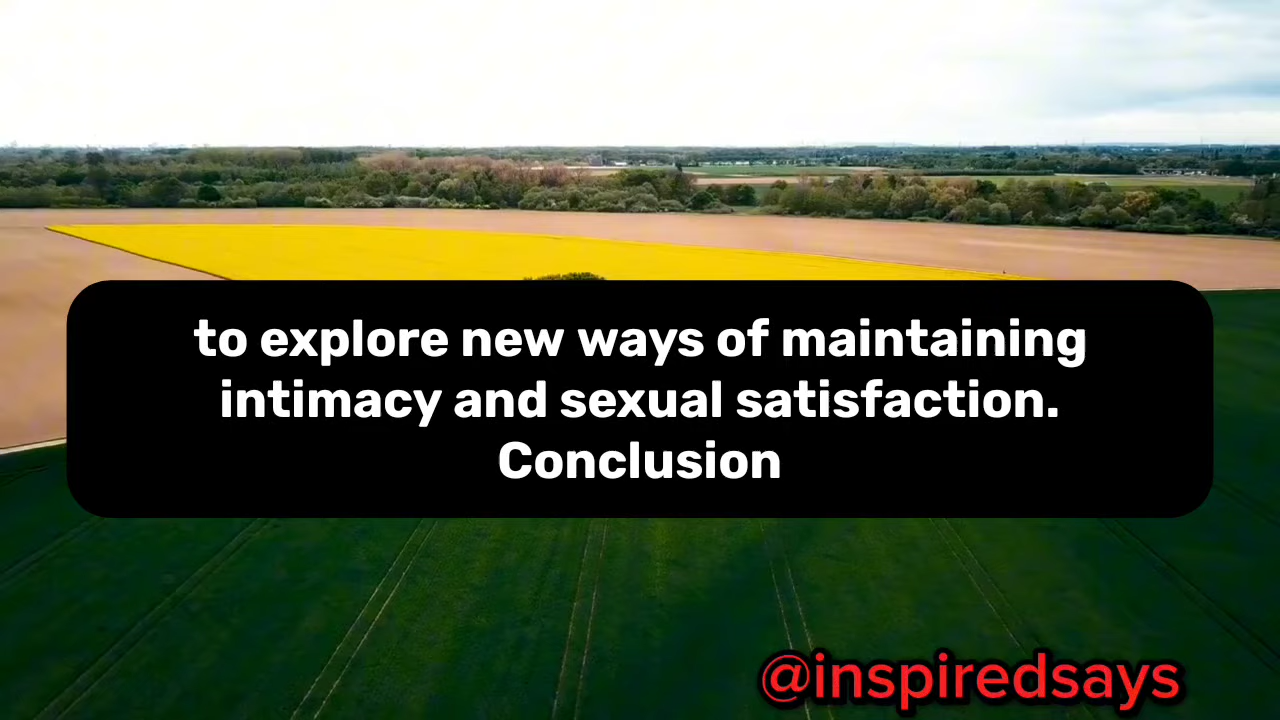 to explore new ways of maintaining
intimacy and sexual satisfaction.
Conclusion
@inspiredsays